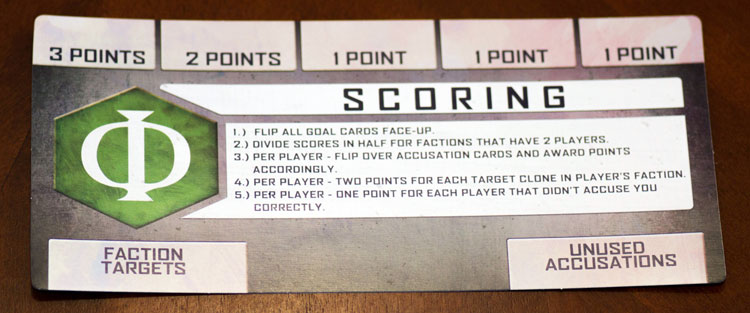 3 POINTS 2 POINTS 1 POINT 1 POINT 1 POINT
SCORING
Φ
1.) FLIP ALL GOAL CARDS FACE-UP.
2.) DIVIDE SCORES IN HALF FOR FACTIONS THAT HAVE 2 PLAYERS.
3.) PER PLAYER - FLIP OVER ACCUSATION CARDS AND AWARD POINTS
ACCORDINGLY.
4.) PER PLAYER - TWO POINTS FOR EACH TARGET CLONE IN PLAYER'S FACTION.
5.) PER PLAYER - ONE POINT FOR EACH PLAYER THAT DIDN'T ACCUSE YOU
CORRECTLY.
FACTION
TARGETS
UNUSED
ACCUSATIONS